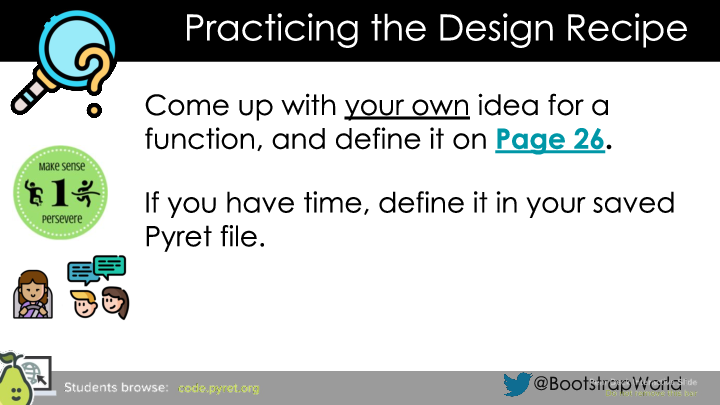 Practicing the Design Recipe
Come up with your own idea for a
function, and define it on Page 26.
If you have time, define it in your saved
Pyret file.
Make sense
1
Persevere
Students browse: code.pyret.org
@BootstrapWorld